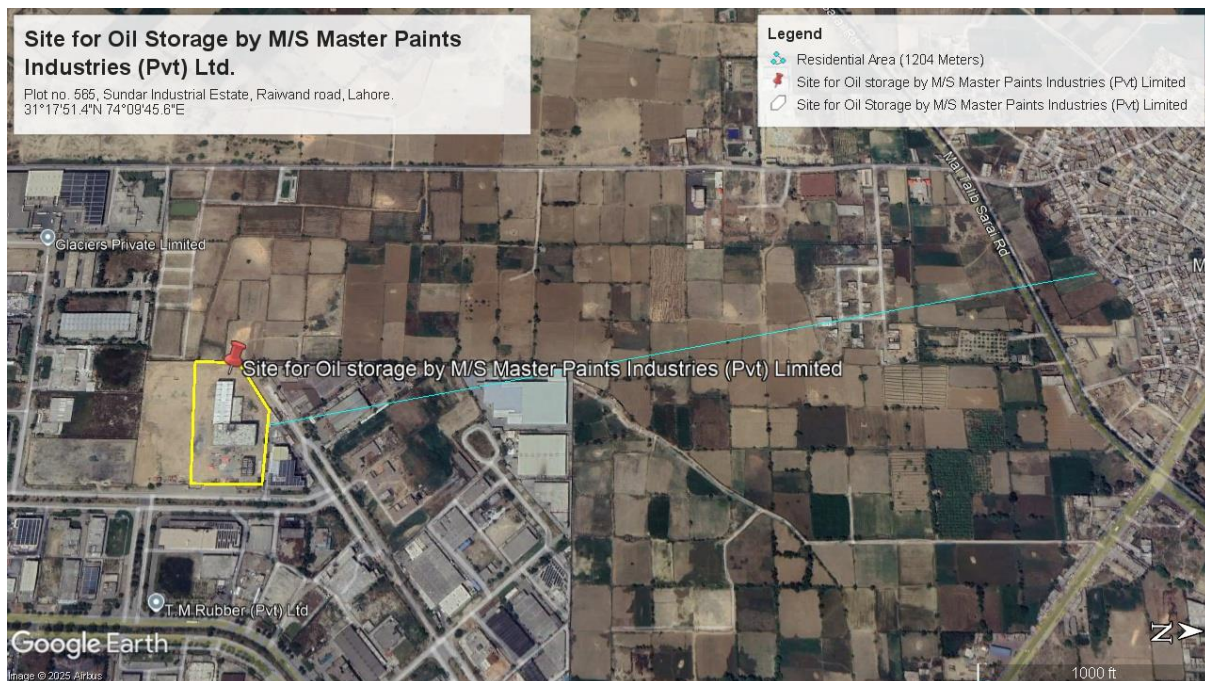 Site for Oil Storage by M/S Master Paints
Industries (Pvt) Ltd.
Plot no. 565, Sundar Industrial Estate, Raiwand road, Lahore.
31°17'51.4"N 74°09'45.6"E
Legend
Residential Area (1204 Meters)
Site for Oil storage by M/S Master Paints Industries (Pvt) Limited
Site for Oil Storage by M/S Master Paints Industries (Pvt) Limited
Mal Talib Sarai Rd
Glaciers Private Limited
M
Site for Oil storage by M/S Master Paints Industries (Pvt) Limited
T M Rubber (Pvt) Ltd
Google Earth
Image © 2025 Airbus
N
1000 ft